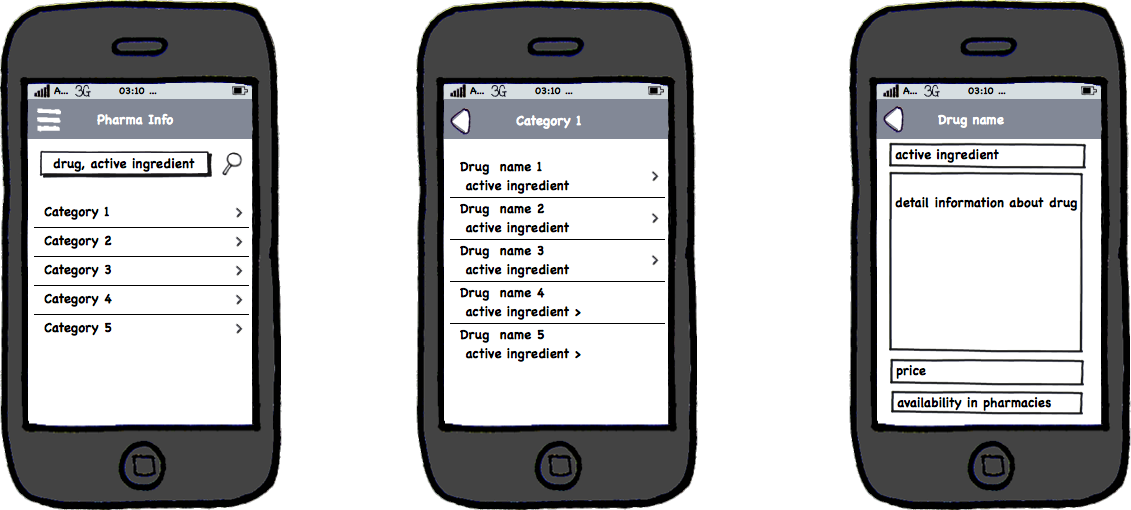 A... 3G 03:10 ...
Pharma Info
drug, active ingredient
Category 1
Category 2
Category 3
Category 4
Category 5
A... 3G 03:10 ...
Category 1
Drug name 1
active ingredient
Drug name 2
active ingredient
Drug name 3
active ingredient
Drug name 4
active ingredient >
Drug name 5
active ingredient >
A... 3G 03:10 ...
Drug name
active ingredient
detail information about drug
price
availability in pharmacies